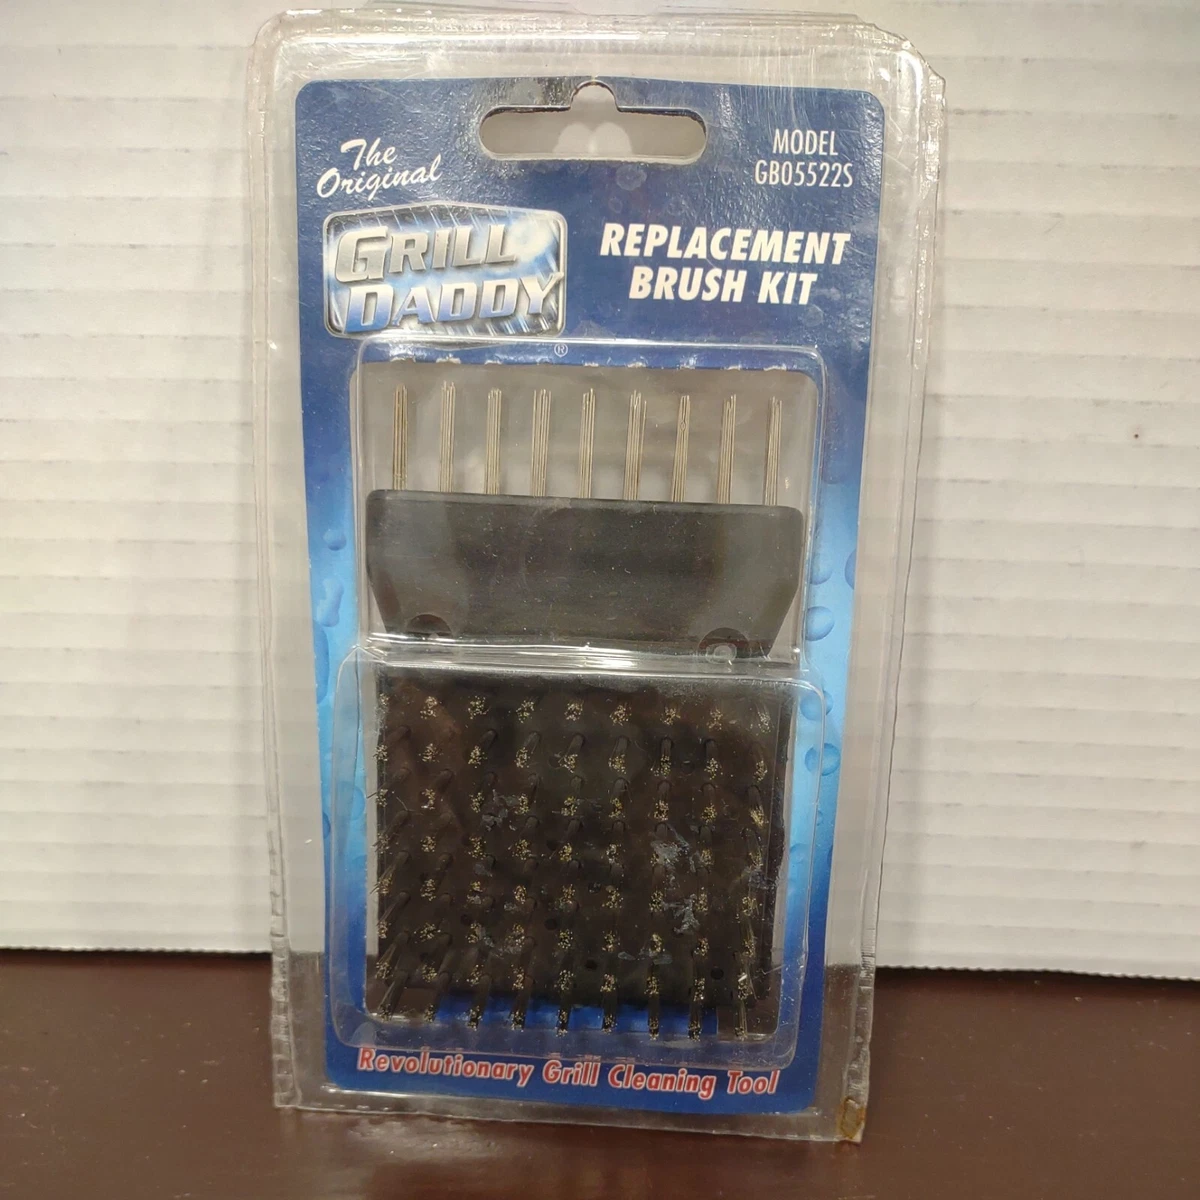 The
Original
GRILL
DADDY
®
MODEL
GB05522S
REPLACEMENT
BRUSH KIT
Revolutionary Grill Cleaning Tool